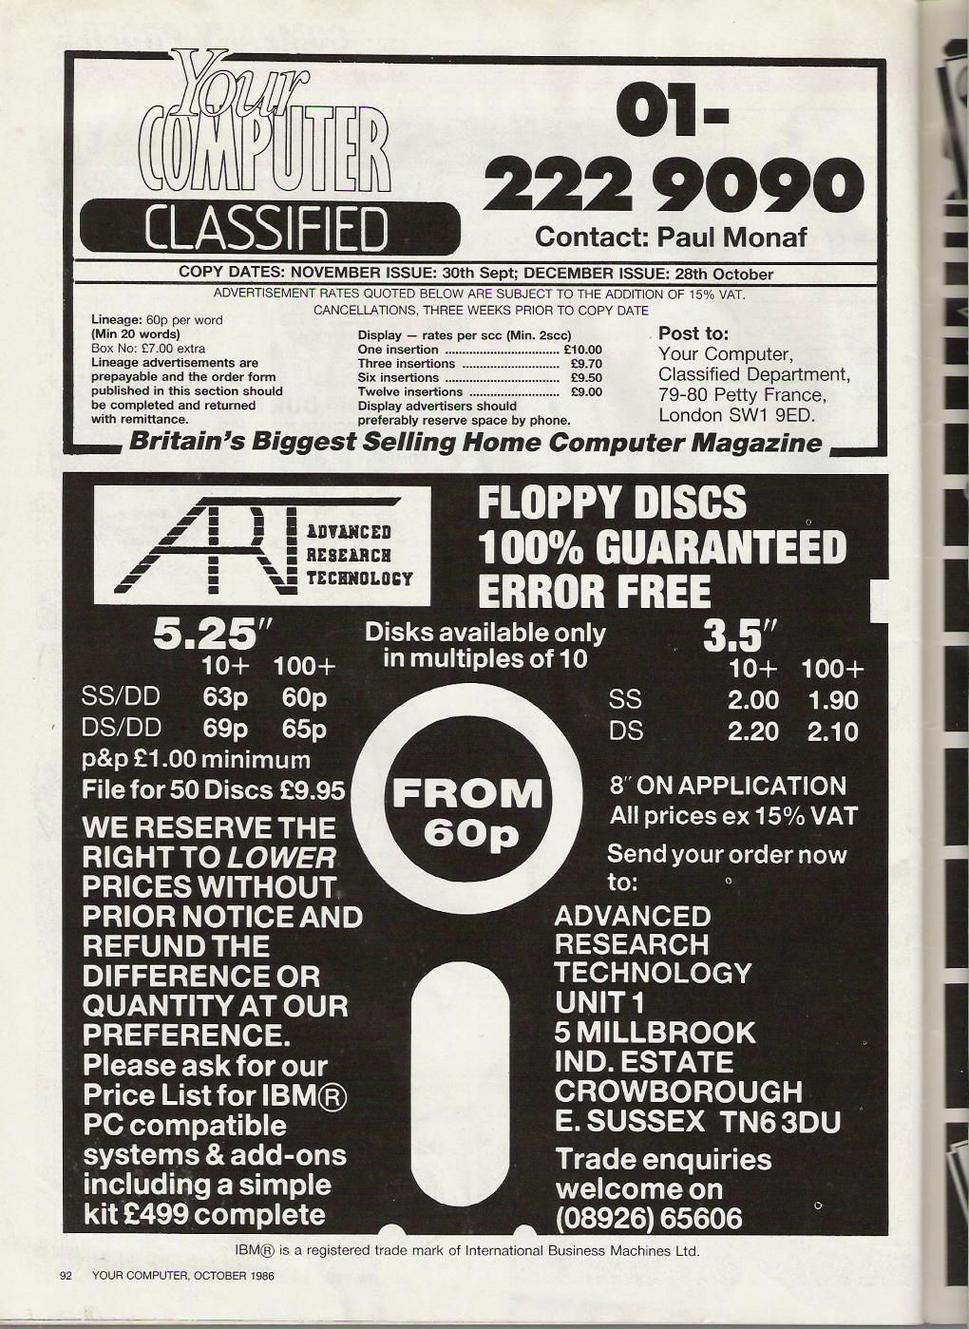 Your
COMPUTER
CLASSIFIED
01-
222 9090
Contact: Paul Monaf
COPY DATES: NOVEMBER ISSUE: 30th Sept; DECEMBER ISSUE: 28th October
ADVERTISEMENT RATES QUOTED BELOW ARE SUBJECT TO THE ADDITION OF 15% VAT.
CANCELLATIONS, THREE WEEKS PRIOR TO COPY DATE
Lineage: 60p per word
(Min 20 words)
Box No: £7.00 extra
Lineage advertisements are
prepayable and the order form
published in this section should
be completed and returned
with remittance.
Display — rates per scc (Min. 2scc)
One insertion ................................ £10.00
Three insertions ........................... £9.70
Six insertions ................................ £9.50
Twelve insertions ......................... £9.00
Display advertisers should
preferably reserve space by phone.
Post to:
Your Computer,
Classified Department,
79-80 Petty France,
London SW1 9ED.
Britain's Biggest Selling Home Computer Magazine
ART
ADVANCED
RESEARCH
TECHNOLOGY
FLOPPY DISCS
100% GUARANTEED
ERROR FREE
5.25"
10+ 100+
SS/DD 63p 60p
DS/DD 69p 65p
p&p £1.00 minimum
File for 50 Discs £9.95
Disks available only
in multiples of 10
3.5"
10+ 100+
SS 2.00 1.90
DS 2.20 2.10
FROM
60p
8" ON APPLICATION
All prices ex 15% VAT
WE RESERVE THE
RIGHT TO LOWER
PRICES WITHOUT
PRIOR NOTICE AND
REFUND THE
DIFFERENCE OR
QUANTITY AT OUR
PREFERENCE.
Please ask for our
Price List for IBM®
PC compatible
systems & add-ons
including a simple
kit £499 complete
Send your order now
to:
ADVANCED
RESEARCH
TECHNOLOGY
UNIT 1
5 MILLBROOK
IND. ESTATE
CROWBOROUGH
E. SUSSEX TN6 3DU
Trade enquiries
welcome on
(08926) 65606
IBM® is a registered trade mark of International Business Machines Ltd.
92 YOUR COMPUTER, OCTOBER 1986